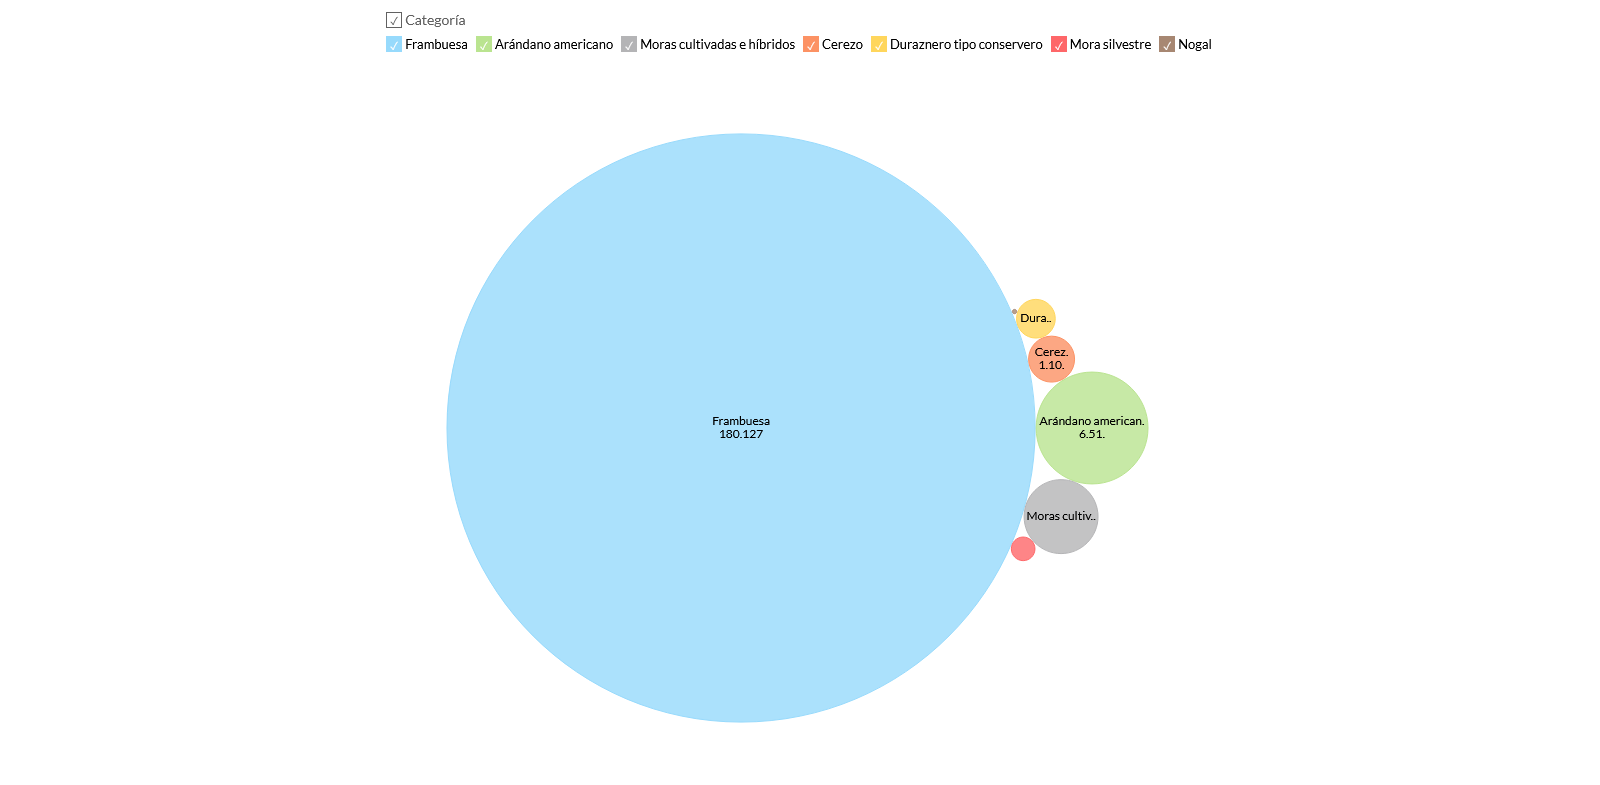 Categoría
Frambuesa Arándano americano Moras cultivadas e híbridos Cerezo Duraznero tipo conservero Mora silvestre Nogal
Dura..
Cerez.
1.10.
Frambuesa
180.127
Arándano american.
6.51.
Moras cultiv..